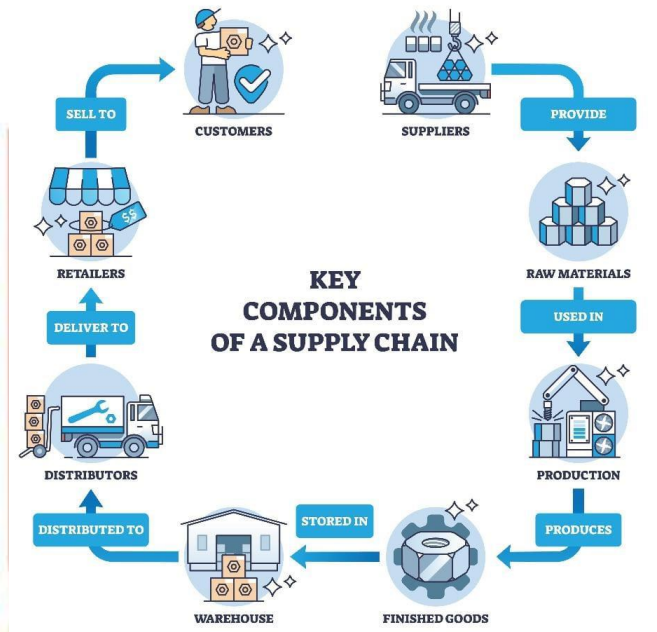 KEY
COMPONENTS
OF A SUPPLY CHAIN
SUPPLIERS
PROVIDE
RAW MATERIALS
USED IN
PRODUCTION
PRODUCES
FINISHED GOODS
STORED IN
WAREHOUSE
DISTRIBUTED TO
DISTRIBUTORS
DELIVER TO
RETAILERS
$$
SELL TO
CUSTOMERS